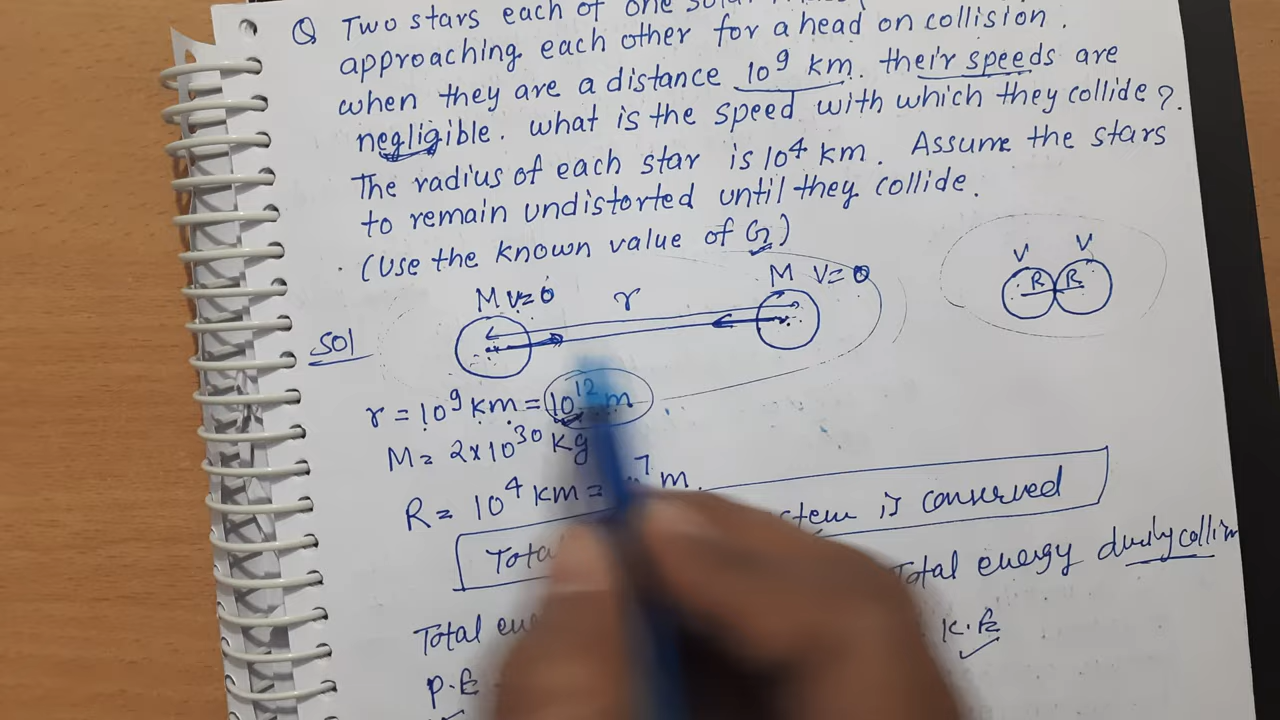 Q Two stars each of one solar
approaching each other for a head on collision.
when they are a distance 10⁹ km. their speeds are
negligible. what is the speed with which they collide?
The radius of each star is 10⁴ km. Assume the stars
to remain undistorted until they collide.
(Use the known value of G)
M V=0 r M V=0
V V
R R
Sol
r = 10⁹ km = 10¹² m
M = 2×10³⁰ kg
R = 10⁴ km = ⁷ m.
Total is conserved
Total energy collision
Total
P.E K.E